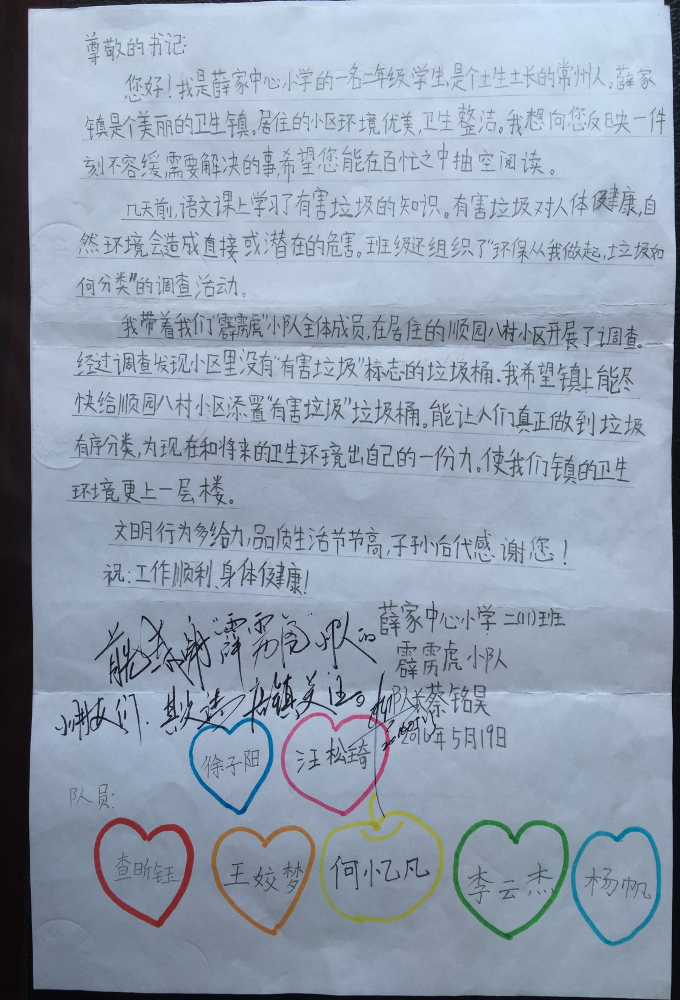 尊敬的书记:
您好!我是薛家中心小学的一名二年级学生,是个土生土长的常州人。薛家
镇是个美丽的卫生镇。居住的小区环境优美,卫生整洁。我想向您反映一件
刻不容缓,需要解决的事,希望您能在百忙之中抽空阅读。
几天前,语文课上学习了有害垃圾的知识。有害垃圾对人体健康,自
然环境会造成直接或潜在的危害。班级还组织了“环保从我做起,垃圾如
何分类”的调查活动。
我带着我们“霹雳虎”小队全体成员,在居住的顺园八村小区开展了调查。
经过调查发现小区里没有“有害垃圾”标志的垃圾桶。我希望镇上能尽
快给顺园八村小区添置“有害垃圾”垃圾桶。能让人们真正做到垃圾
有序分类,为现在和将来的卫生环境出自己的一份力。使我们镇的卫生
环境更上一层楼。
文明行为多给力,品质生活节节高,子孙后代感谢您!
祝:工作顺利、身体健康!
薛家中心小学二(11)班
霹雳虎小队
队长蔡铭昊
2016年5月19日
感谢“霹雳虎”小队的
小朋友们.
关注。
徐子阳
汪松琦
队员:
查昕钰
王姣梦
何忆凡
李云杰
杨帆